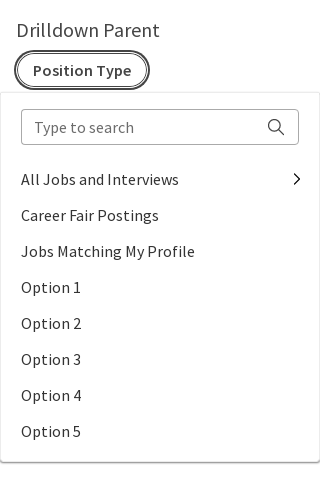 Drilldown Parent
Position Type
Type to search
All Jobs and Interviews
Career Fair Postings
Jobs Matching My Profile
Option 1
Option 2
Option 3
Option 4
Option 5